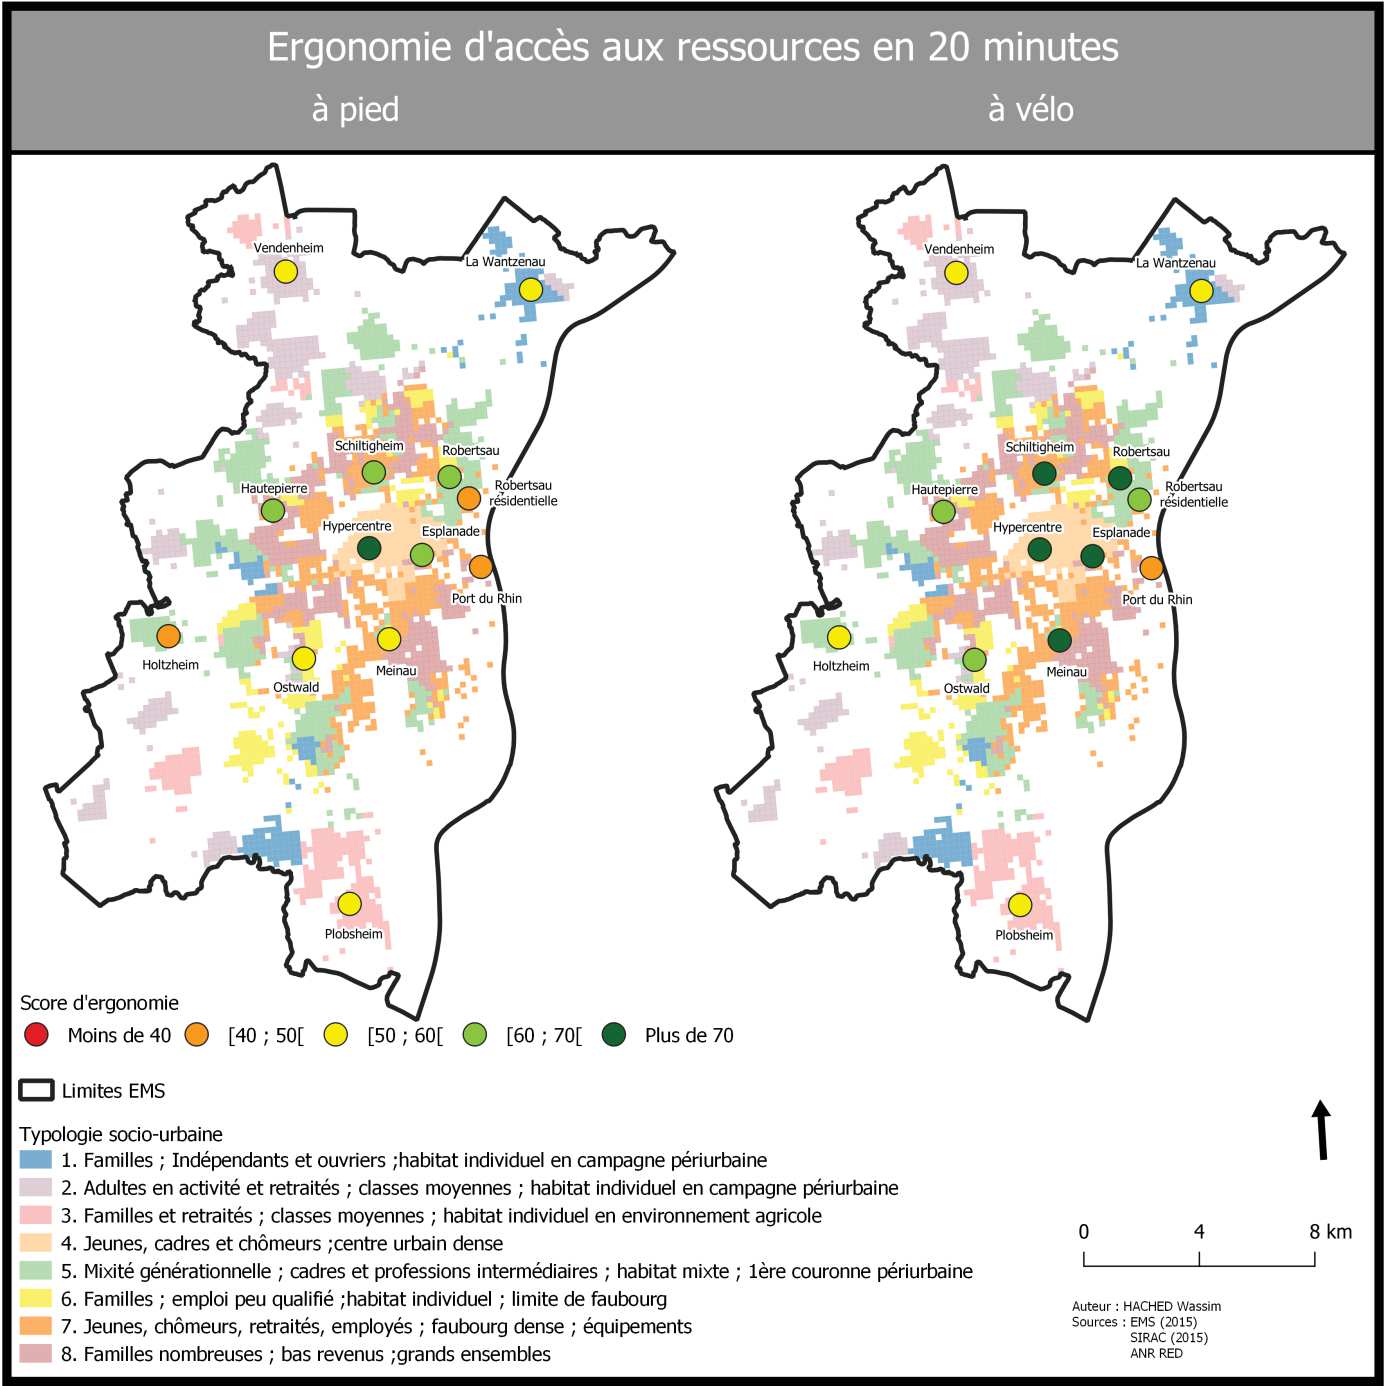 Ergonomie d'accès aux ressources en 20 minutes
à pied
à vélo
Vendenheim
La Wantzenau
Schiltigheim
Robertsau
Hautepierre
Robertsau
résidentielle
Hypercentre
Esplanade
Port du Rhin
Holtzheim
Ostwald
Meinau
Plobsheim
Vendenheim
La Wantzenau
Schiltigheim
Robertsau
Hautepierre
Robertsau
résidentielle
Hypercentre
Esplanade
Port du Rhin
Holtzheim
Ostwald
Meinau
Plobsheim
Score d'ergonomie
Moins de 40
[40 ; 50[
[50 ; 60[
[60 ; 70[
Plus de 70
Limites EMS
Typologie socio-urbaine
1. Familles ; Indépendants et ouvriers ;habitat individuel en campagne périurbaine
2. Adultes en activité et retraités ; classes moyennes ; habitat individuel en campagne périurbaine
3. Familles et retraités ; classes moyennes ; habitat individuel en environnement agricole
4. Jeunes, cadres et chômeurs ;centre urbain dense
5. Mixité générationnelle ; cadres et professions intermédiaires ; habitat mixte ; 1ère couronne périurbaine
6. Familles ; emploi peu qualifié ;habitat individuel ; limite de faubourg
7. Jeunes, chômeurs, retraités, employés ; faubourg dense ; équipements
8. Familles nombreuses ; bas revenus ;grands ensembles
0 4 8 km
Auteur : HACHED Wassim
Sources : EMS (2015)
SIRAC (2015)
ANR RED